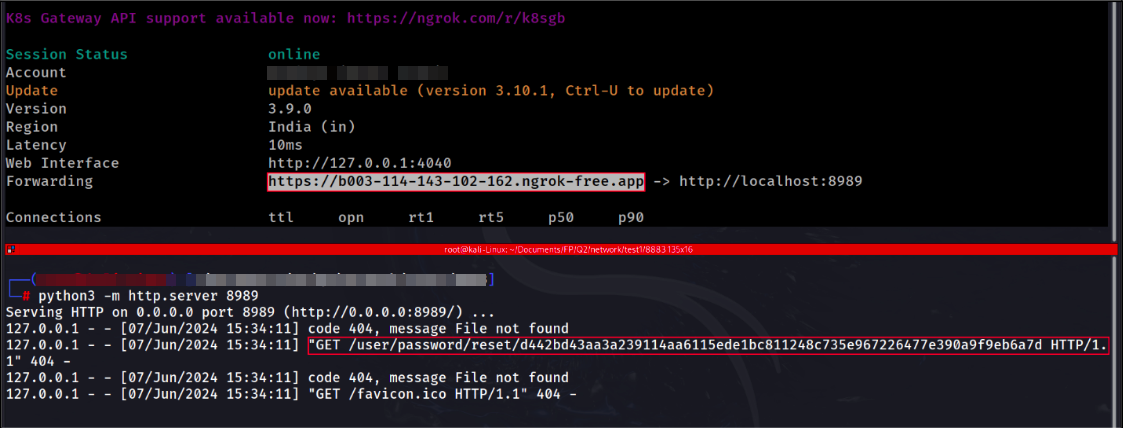 K8s Gateway API support available now: https://ngrok.com/r/k8sgb
Session Status online
Account
Update update available (version 3.10.1, Ctrl-U to update)
Version 3.9.0
Region India (in)
Latency 10ms
Web Interface http://127.0.0.1:4040
Forwarding https://b003-114-143-102-162.ngrok-free.app -> http://localhost:8989
Connections ttl opn rt1 rt5 p50 p90
root@kali-Linux: ~/Documents/FP/Q2/network/test1/8883 135x16
# python3 -m http.server 8989
Serving HTTP on 0.0.0.0 port 8989 (http://0.0.0.0:8989/) ...
127.0.0.1 - - [07/Jun/2024 15:34:11] code 404, message File not found
127.0.0.1 - - [07/Jun/2024 15:34:11] "GET /user/password/reset/d442bd43aa3a239114aa6115ede1bc811248c735e967226477e390a9f9eb6a7d HTTP/1.
1" 404 -
127.0.0.1 - - [07/Jun/2024 15:34:11] code 404, message File not found
127.0.0.1 - - [07/Jun/2024 15:34:11] "GET /favicon.ico HTTP/1.1" 404 -